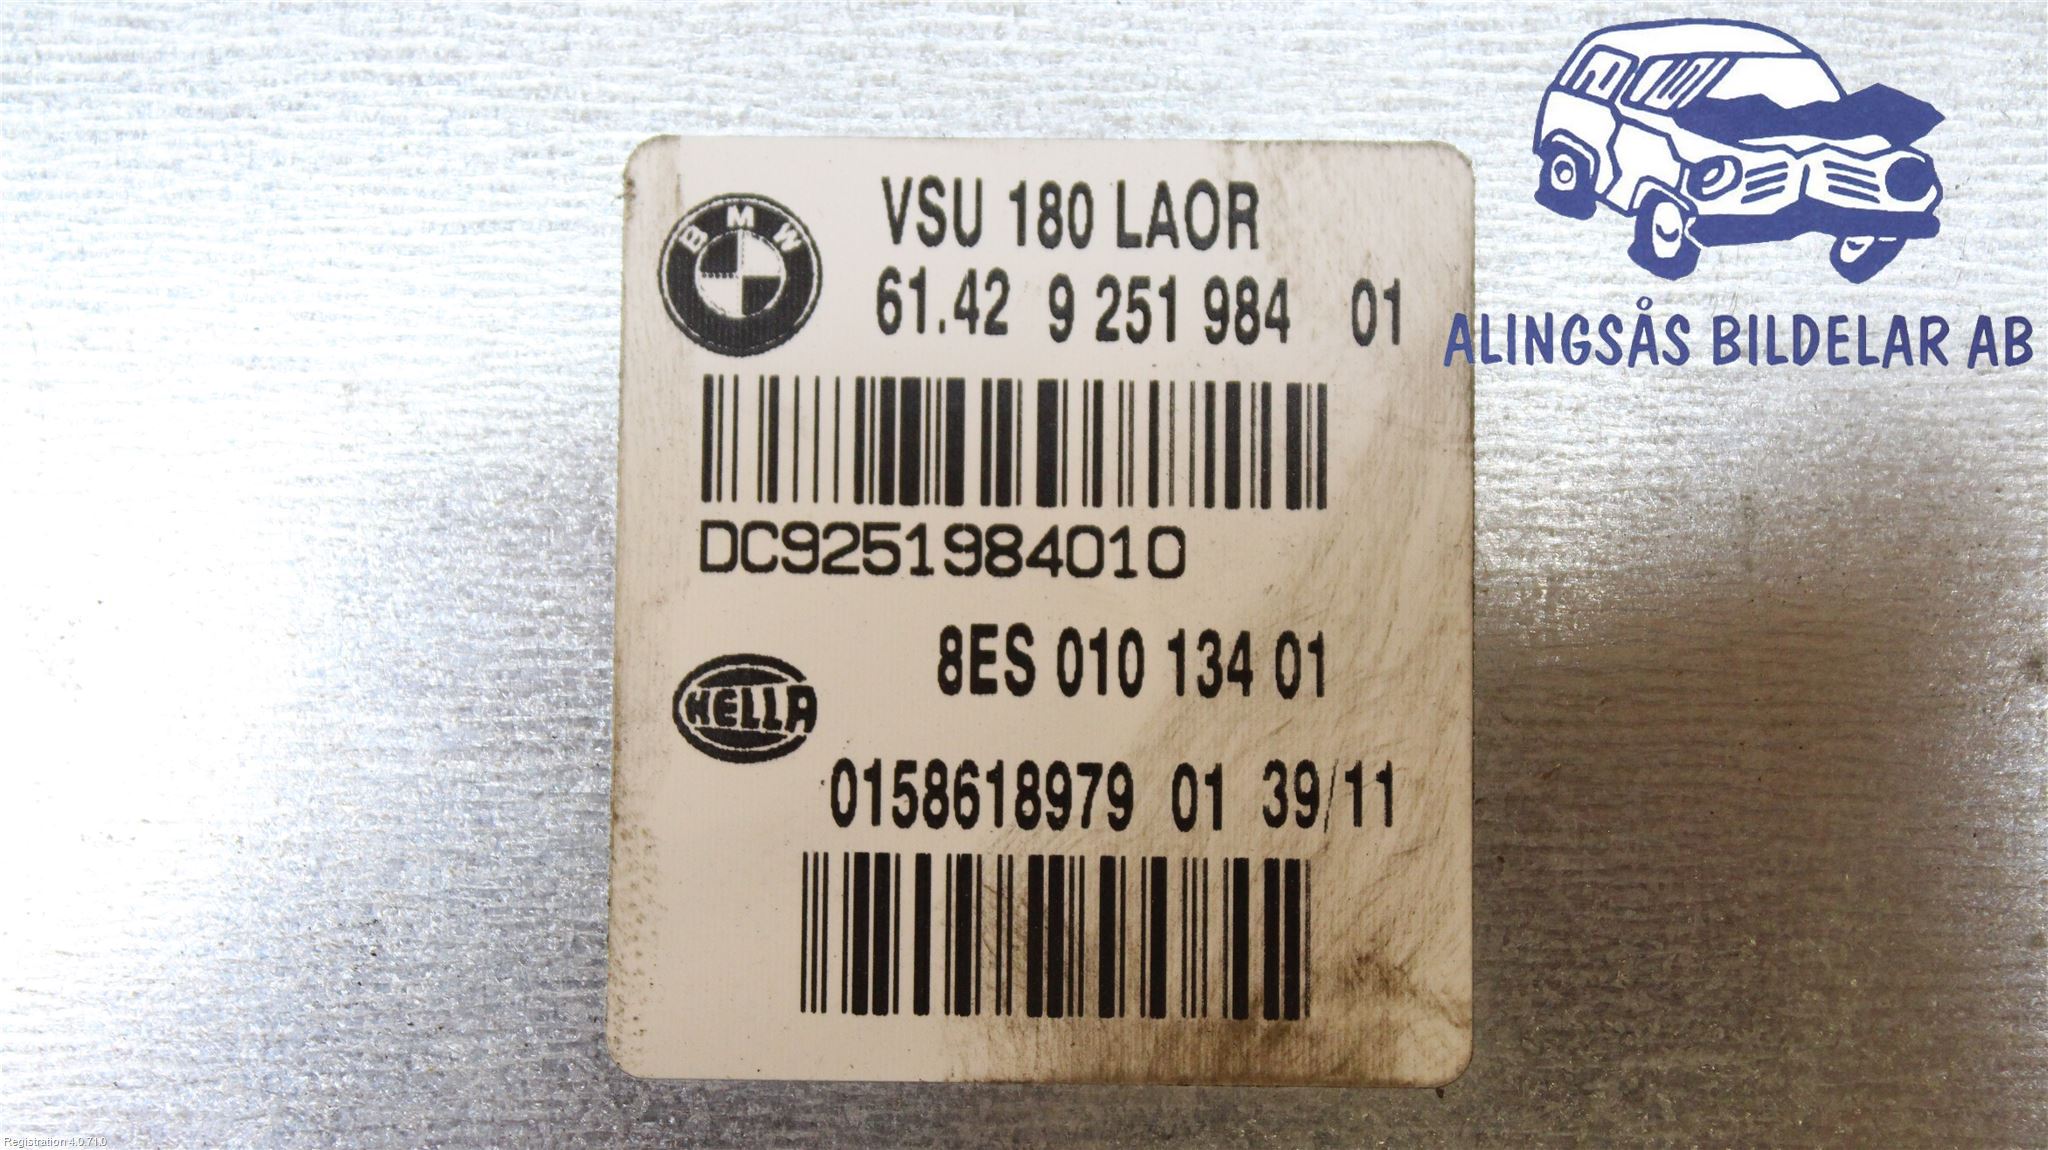 BMW
VSU 180 LAOR
61.42 9 251 984 01
ALINGSÅS BILDELAR AB
DC9251984010
8ES 010 134 01
HELLA
0158618979 01 39/11
Registration 4.0.71.0